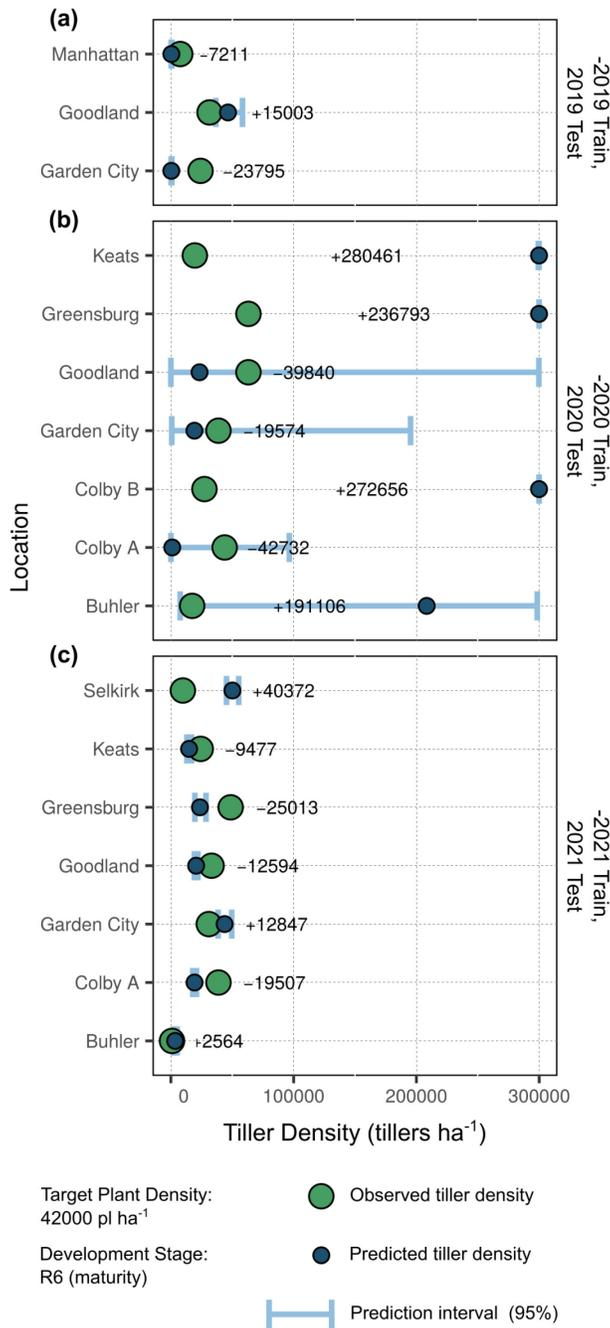 (a)
Manhattan
−7211
Goodland
+15003
Garden City
−23795
-2019 Train,
2019 Test
(b)
Keats
+280461
Greensburg
+236793
Goodland
−39840
Garden City
−19574
Colby B
+272656
Colby A
−42732
Buhler
+191106
-2020 Train,
2020 Test
Location
(c)
Selkirk
+40372
Keats
−9477
Greensburg
−25013
Goodland
−12594
Garden City
+12847
Colby A
−19507
Buhler
+2564
-2021 Train,
2021 Test
0 100000 200000 300000
Tiller Density (tillers ha⁻¹)
Target Plant Density:
42000 pl ha⁻¹
Observed tiller density
Development Stage:
R6 (maturity)
Predicted tiller density
Prediction interval (95%)